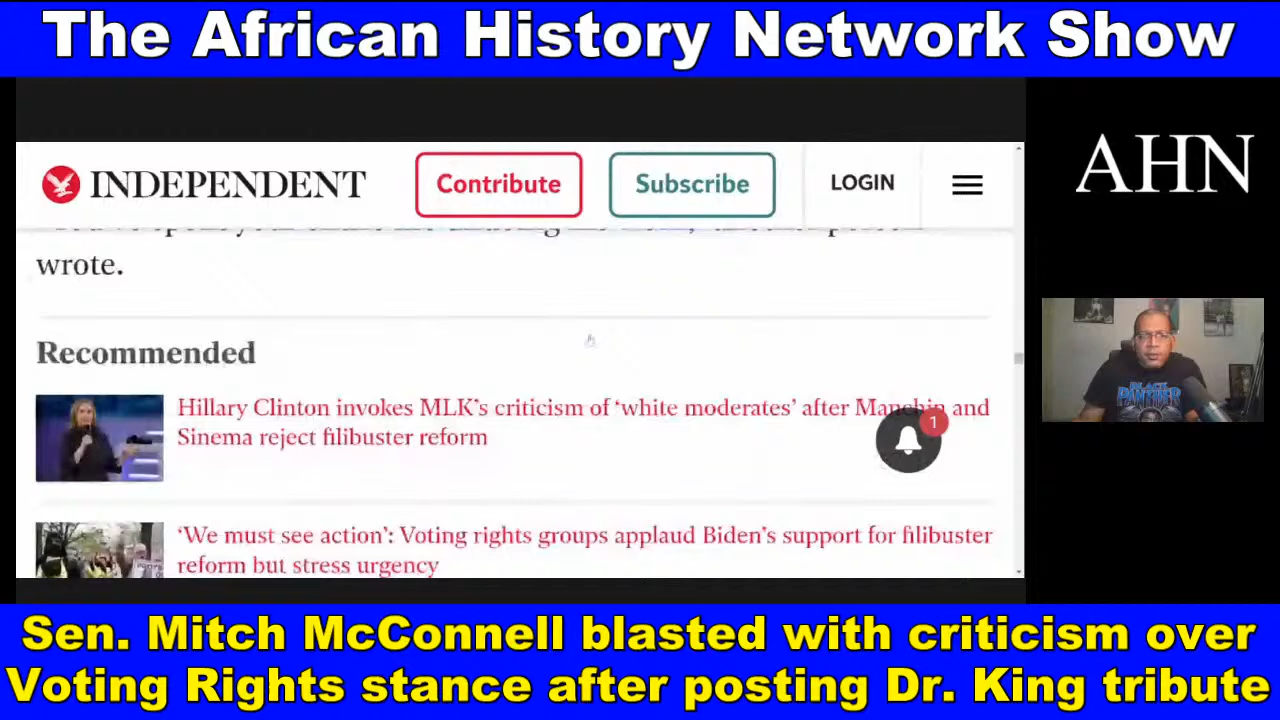 The African History Network Show
AHN
INDEPENDENT
Contribute
Subscribe
LOGIN
wrote.
Recommended
Hillary Clinton invokes MLK's criticism of 'white moderates' after Manchin and
Sinema reject filibuster reform
1
'We must see action': Voting rights groups applaud Biden's support for filibuster
reform but stress urgency
BLACK
PANTHER
Sen. Mitch McConnell blasted with criticism over
Voting Rights stance after posting Dr. King tribute